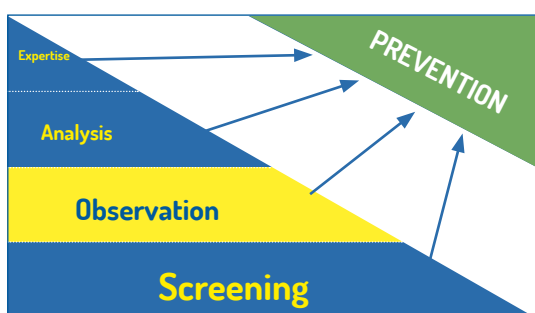 Expertise
PREVENTION
Analysis
Observation
Screening